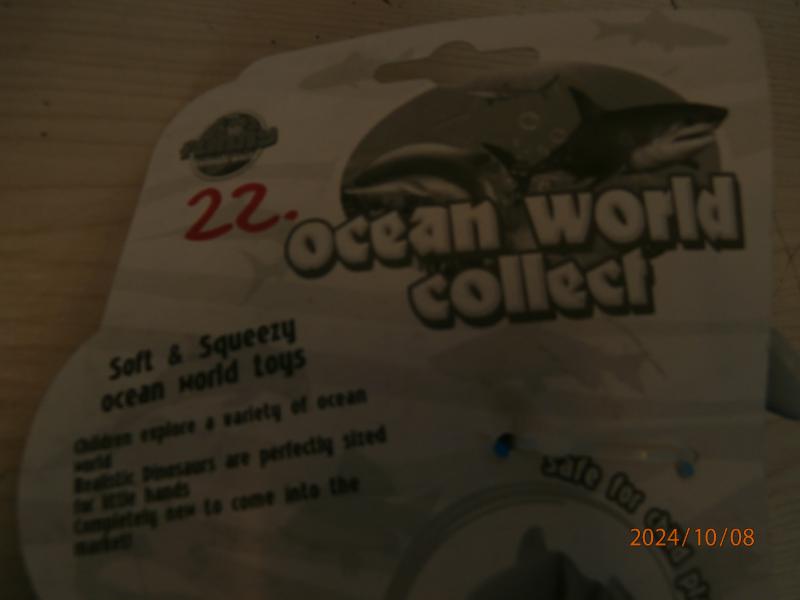 22.
ocean world
collect
Soft & Squeezy
ocean world toys
Children explore a variety of ocean
world
Realistic Dinosaurs are perfectly sized
for little hands
Completely new to come into the
market!
Safe for child
2024/10/08